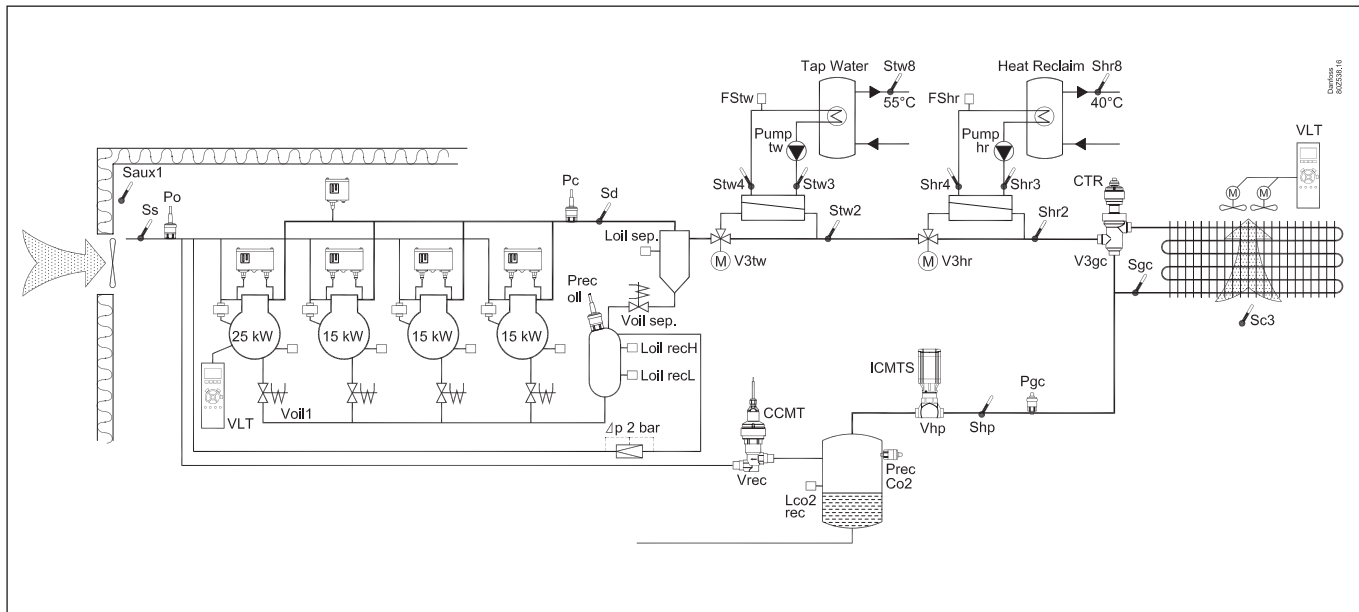 Tap Water
Stw8
55°C
FStw
Pump
tw
Stw4
Stw3
Stw2
V3tw
M
Heat Reclaim
Shr8
40°C
FShr
Pump
hr
Shr4
Shr3
Shr2
V3hr
M
Danfoss
80Z538.16
VLT
M
M
CTR
V3gc
Sgc
Sc3
Saux1
Ss
Po
Pc
Sd
Loil sep.
Prec
oil
Voil sep.
25 kW
15 kW
15 kW
15 kW
Loil recH
Loil recL
VLT
Voil1
Δp 2 bar
CCMT
Vrec
ICMTS
Vhp
Shp
Pgc
Prec
Co2
Lco2
rec